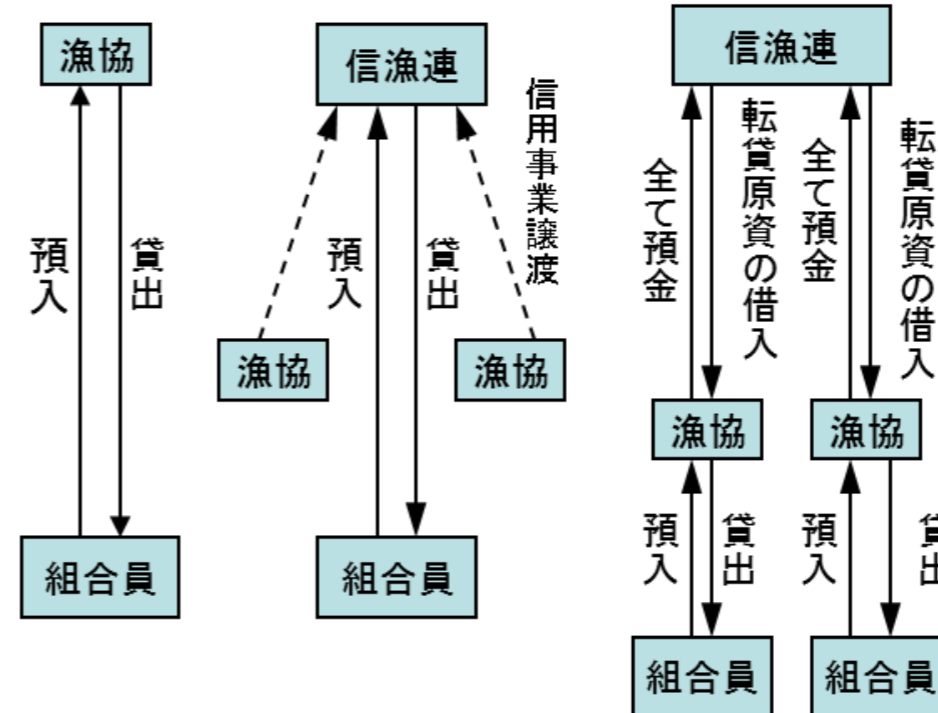 漁協
預入
貸出
組合員
信漁連
信用事業譲渡
預入
貸出
漁協
漁協
組合員
信漁連
全て預金
転貸原資の借入
全て預金
転貸原資の借入
漁協
漁協
預入
貸出
預入
貸出
組合員
組合員